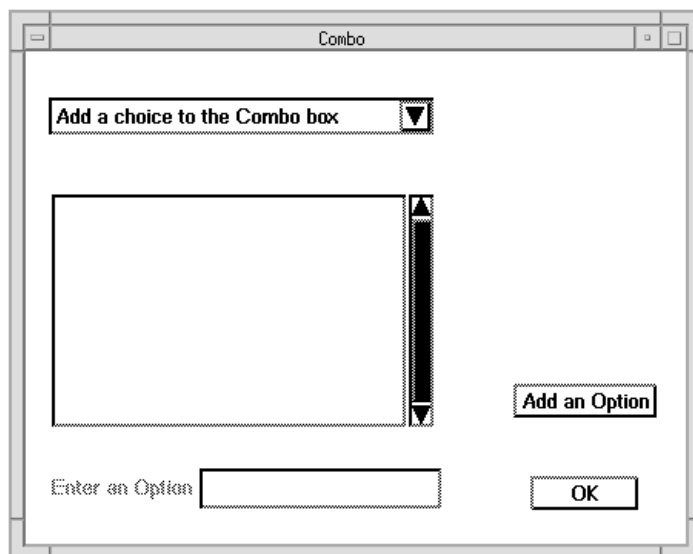 Combo
Add a choice to the Combo box
Add an Option
Enter an Option
OK